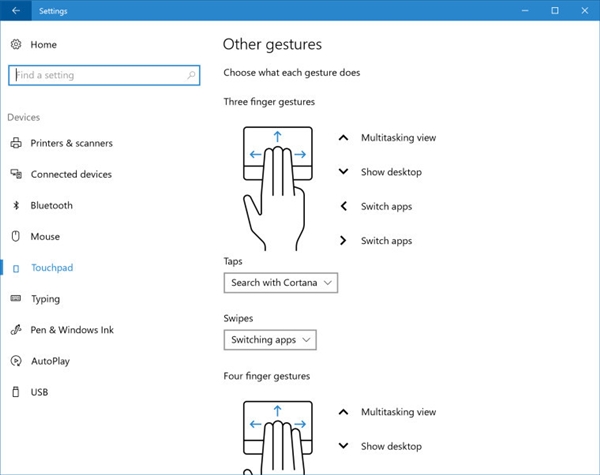 Settings
Home
Find a setting
Devices
Printers & scanners
Connected devices
Bluetooth
Mouse
Touchpad
Typing
Pen & Windows Ink
AutoPlay
USB
Other gestures
Choose what each gesture does
Three finger gestures
Multitasking view
Show desktop
Switch apps
Switch apps
Taps
Search with Cortana
Swipes
Switching apps
Four finger gestures
Multitasking view
Show desktop